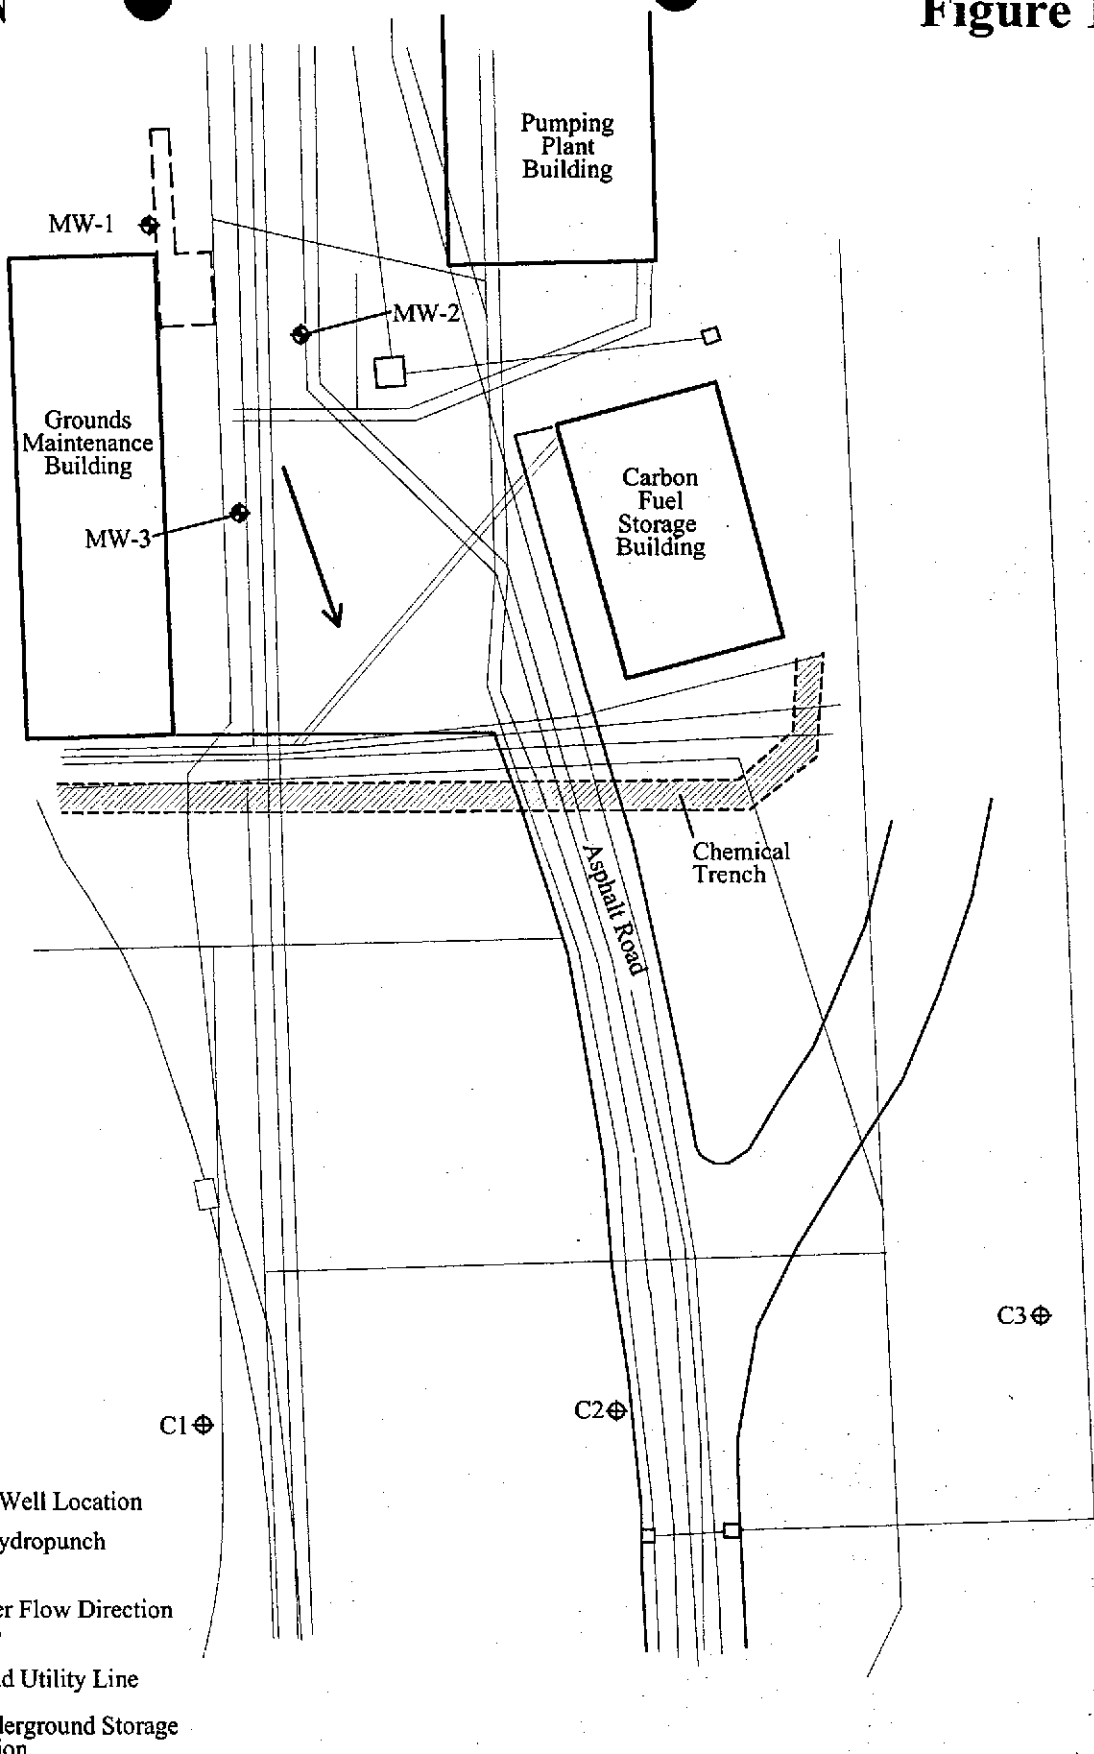 Figure
Pumping
Plant
Building
MW-1
MW-2
Grounds
Maintenance
Building
MW-3
Carbon
Fuel
Storage
Building
Chemical
Trench
Asphalt Road
C3
C2
C1
Well Location
ydropunch
er Flow Direction
d Utility Line
lerground Storage
ion